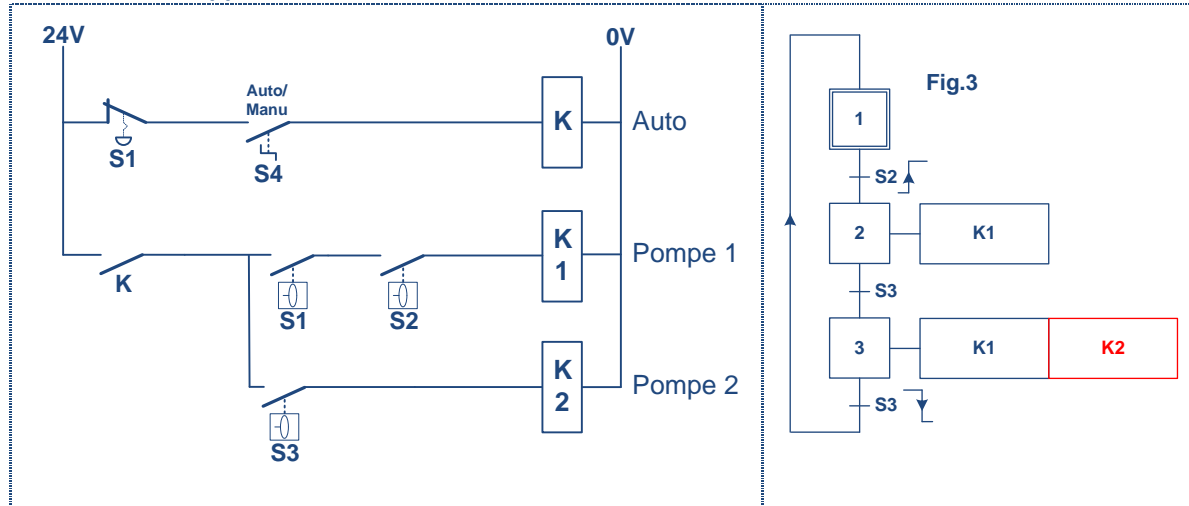 24V
0V
Auto/
Manu
S1
S4
K
Auto
K
S1
S2
K
1
Pompe 1
S3
K
2
Pompe 2
Fig.3
1
S2
2
K1
S3
3
K1
K2
S3